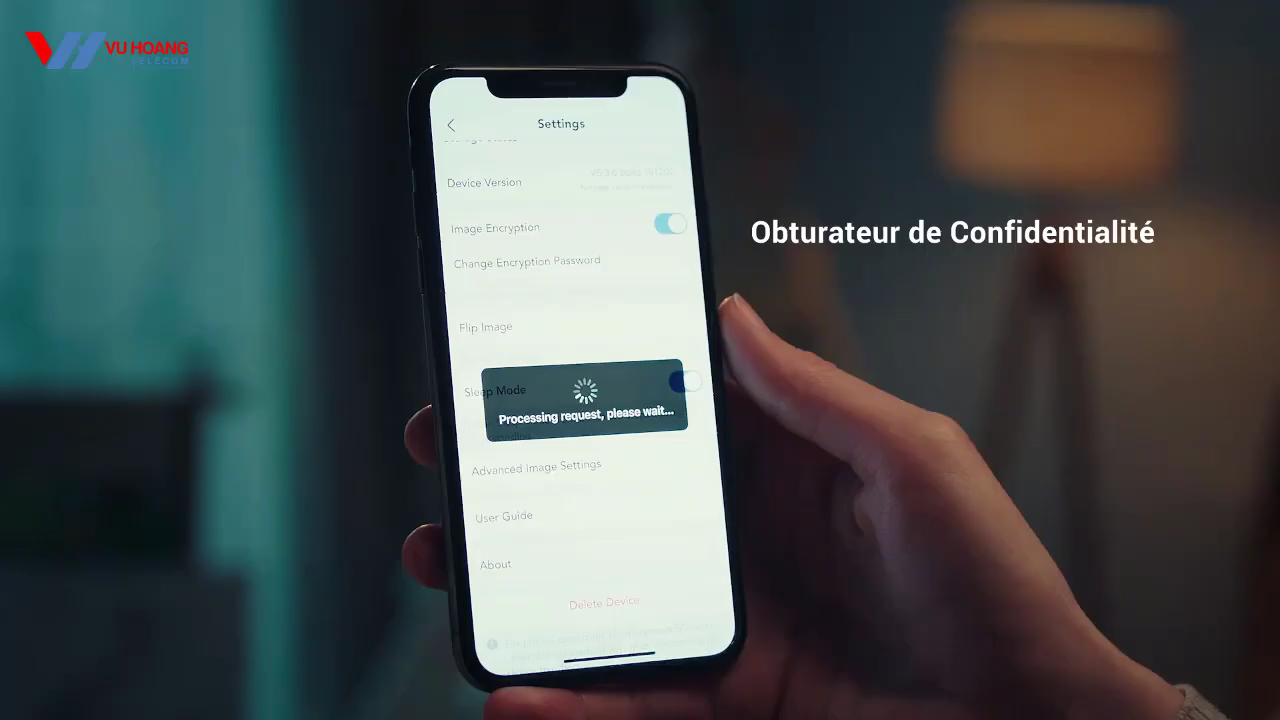 VU HOANG
TELECOM
Settings
Device Version
Image Encryption
Change Encryption Password
Obturateur de Confidentialité
Flip Image
Sleep Mode
Processing request, please wait...
Advanced Image Settings
User Guide
About
Delete Device